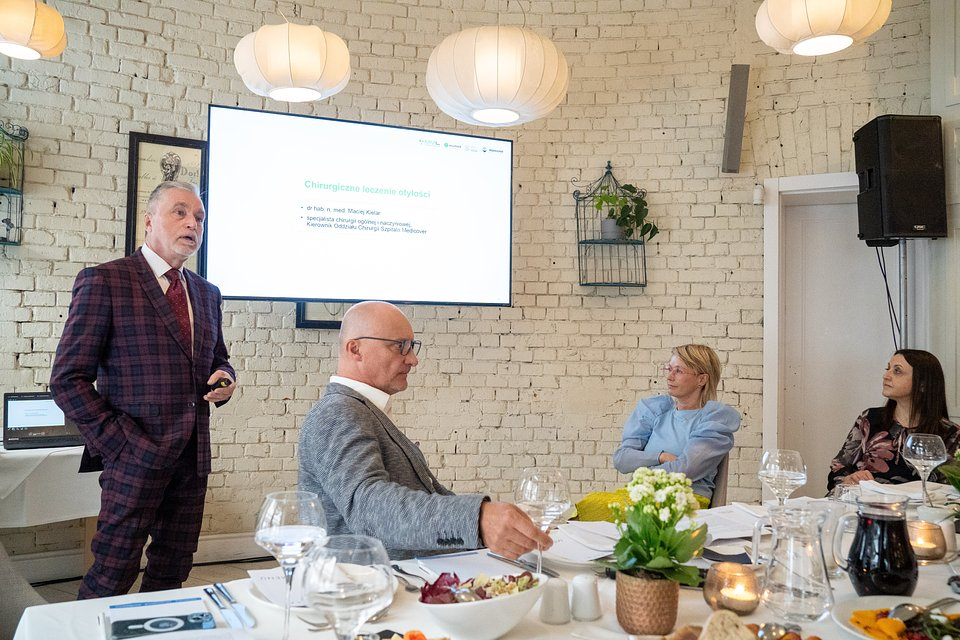 Chirurgiczne leczenie otyłości
• dr hab. n. med. Maciej Kielar
• specjalista chirurgii ogólnej i naczyniowej,
Kierownik Oddziału Chirurgii Szpitala Medicover